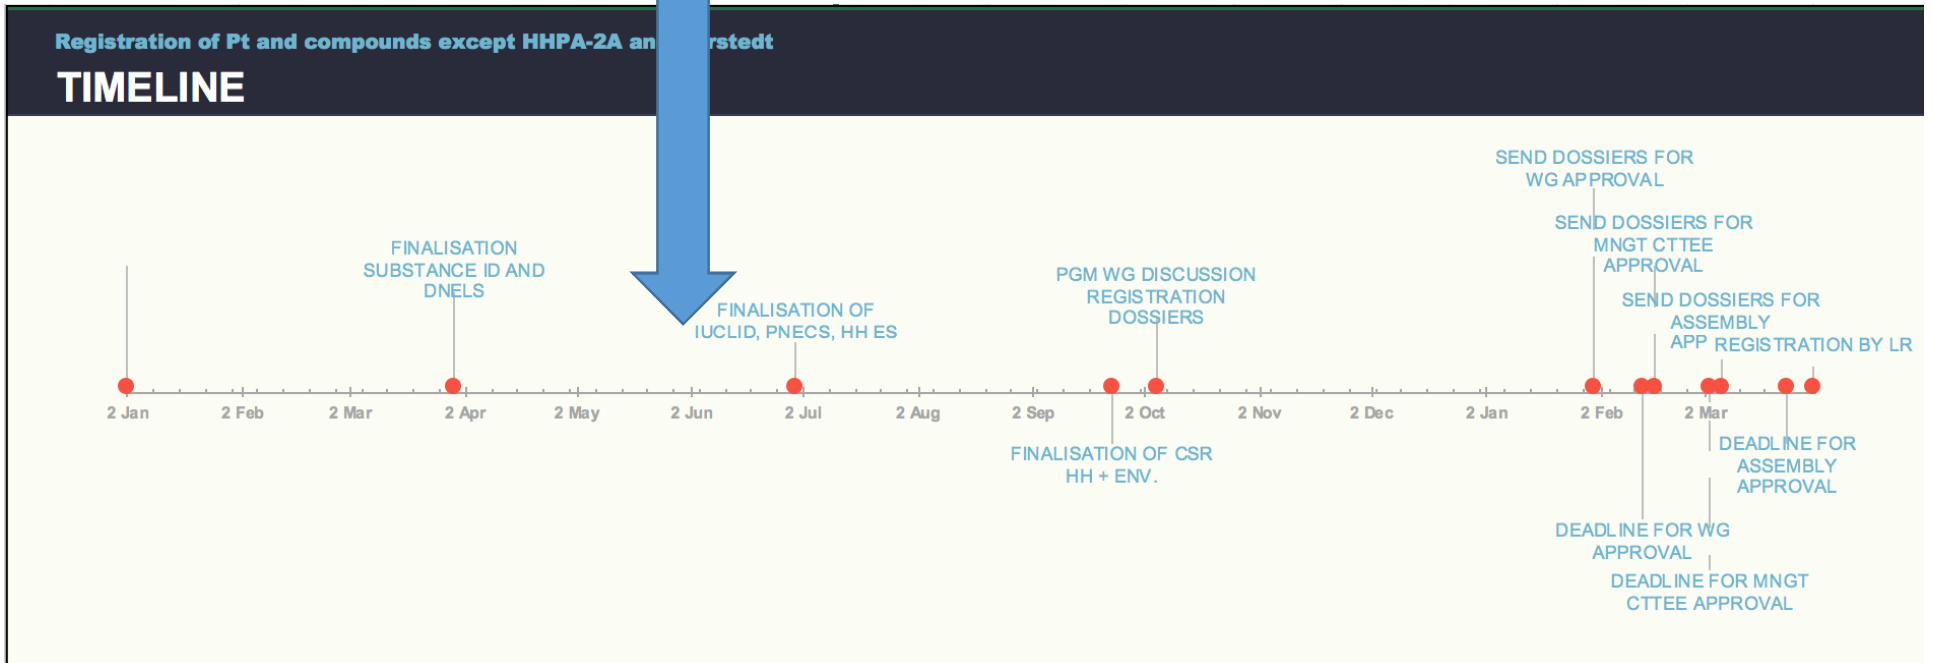 Registration of Pt and compounds except HHPA-2A an rstedt
TIMELINE
SEND DOSSIERS FOR
WG APPROVAL
SEND DOSSIERS FOR
MNGT CTTEE
APPROVAL
FINALISATION
SUBSTANCE ID AND
DNELS
PGM WG DISCUSSION
REGISTRATION
DOSSIERS
SEND DOSSIERS FOR
ASSEMBLY
APP
REGISTRATION BY LR
FINALISATION OF
IUCLID, PNECS, HH ES
2 Jan 2 Feb 2 Mar 2 Apr 2 May 2 Jun 2 Jul 2 Aug 2 Sep 2 Oct 2 Nov 2 Dec 2 Jan 2 Feb 2 Mar
FINALISATION OF CSR
HH + ENV.
DEADLINE FOR
ASSEMBLY
APPROVAL
DEADLINE FOR WG
APPROVAL
DEADLINE FOR MNGT
CTTEE APPROVAL